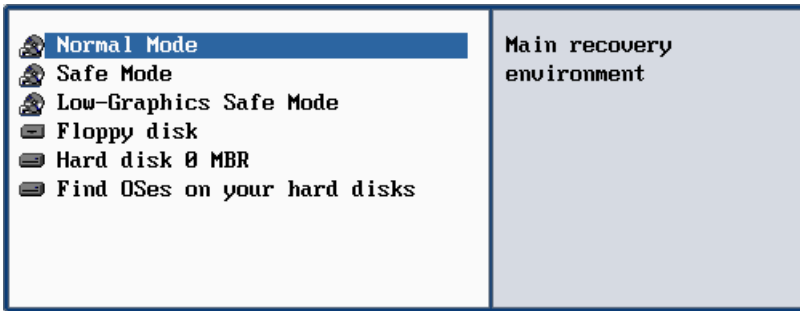 Normal Mode
Safe Mode
Low-Graphics Safe Mode
Floppy disk
Hard disk 0 MBR
Find OSes on your hard disks
Main recovery
environment